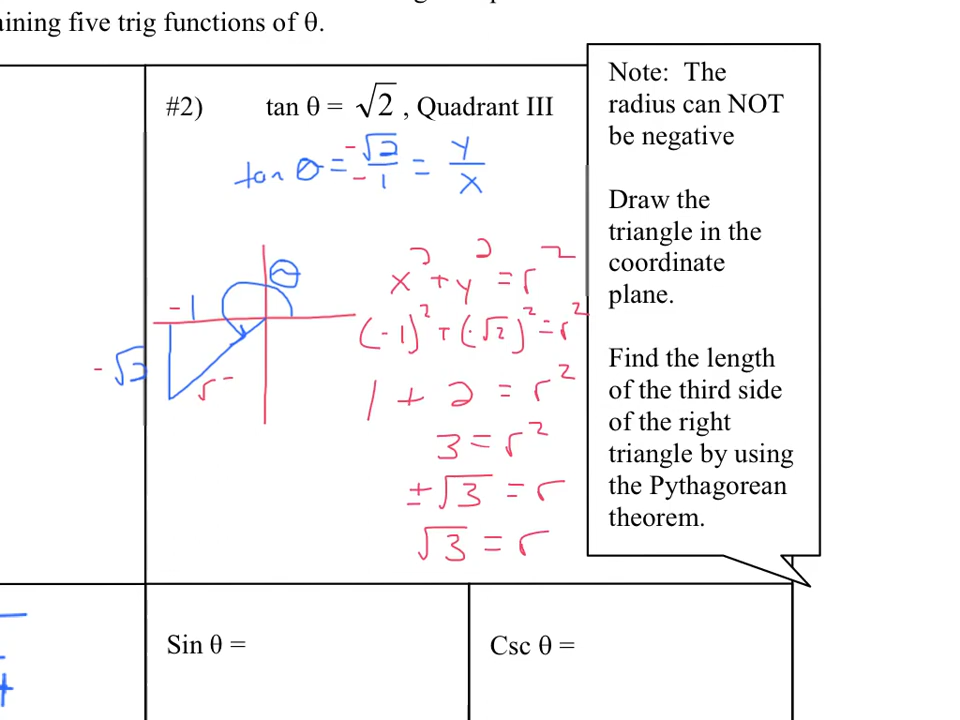 ining five trig functions of θ.
#2) tan θ = √2 , Quadrant III
tan θ = -√2/-1 = y/x
x² + y² = r²
(-1)² + (-√2)² = r²
1 + 2 = r²
3 = r²
±√3 = r
√3 = r
θ
-1
-√2
r
Note: The
radius can NOT
be negative
Draw the
triangle in the
coordinate
plane.
Find the length
of the third side
of the right
triangle by using
the Pythagorean
theorem.
Sin θ =
Csc θ =